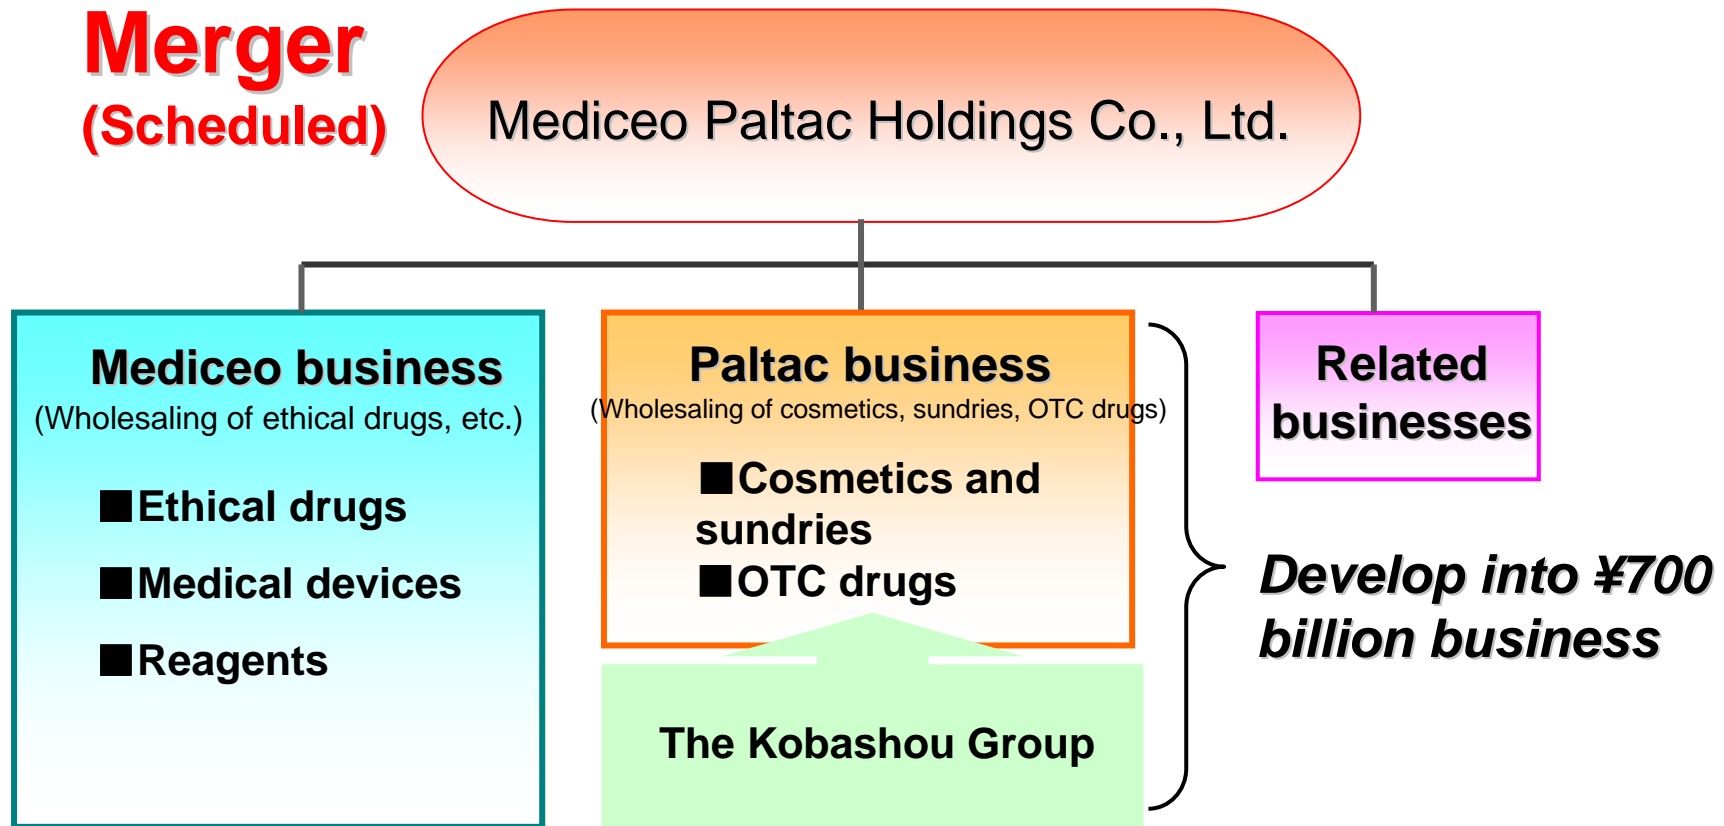 Merger
(Scheduled)
Mediceo Paltac Holdings Co., Ltd.
Mediceo business
(Wholesaling of ethical drugs, etc.)
■Ethical drugs
■Medical devices
■Reagents
Paltac business
(Wholesaling of cosmetics, sundries, OTC drugs)
■Cosmetics and
sundries
■OTC drugs
The Kobashou Group
Related
businesses
Develop into ¥700
billion business